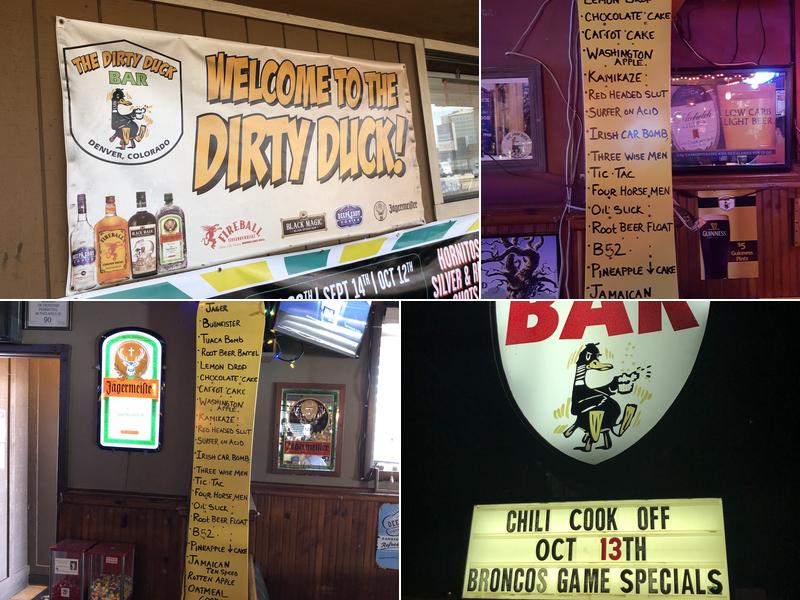 THE DIRTY DUCK
BAR
DENVER, COLORADO
WELCOME TO THE
DIRTY DUCK!
FIREBALL
BLACK MAGIC
DEEP EDDY
Jägermeister
SEPT 14TH | OCT 12TH
HORNITOS
SILVER &
LEMON DROP
CHOCOLATE CAKE
CARROT CAKE
WASHINGTON
APPLE
KAMIKAZE
RED HEADED SLUT
SURFER ON ACID
IRISH CAR BOMB
THREE WISE MEN
TIC TAC
FOUR HORSEMEN
OIL SLICK
ROOT BEER FLOAT
B52
PINEAPPLE ↓ CAKE
JAMAICAN
LOW CARB
LIGHT BEER
GUINNESS
$5
Guinness
Pints
90
Jägermeister
JAGER
TUACA BOMB
ROOT BEER BARREL
LEMON DROP
CHOCOLATE CAKE
CARROT CAKE
WASHINGTON
APPLE
KAMIKAZE
RED HEADED SLUT
SURFER ON ACID
IRISH CAR BOMB
THREE WISE MEN
TIC TAC
FOUR HORSEMEN
OIL SLICK
ROOT BEER FLOAT
B52
PINEAPPLE ↓ CAKE
JAMAICAN
TEN SPEED
ROTTEN APPLE
OATMEAL
Jägermeister
BAR
CHILI COOK OFF
OCT 13TH
BRONCOS GAME SPECIALS